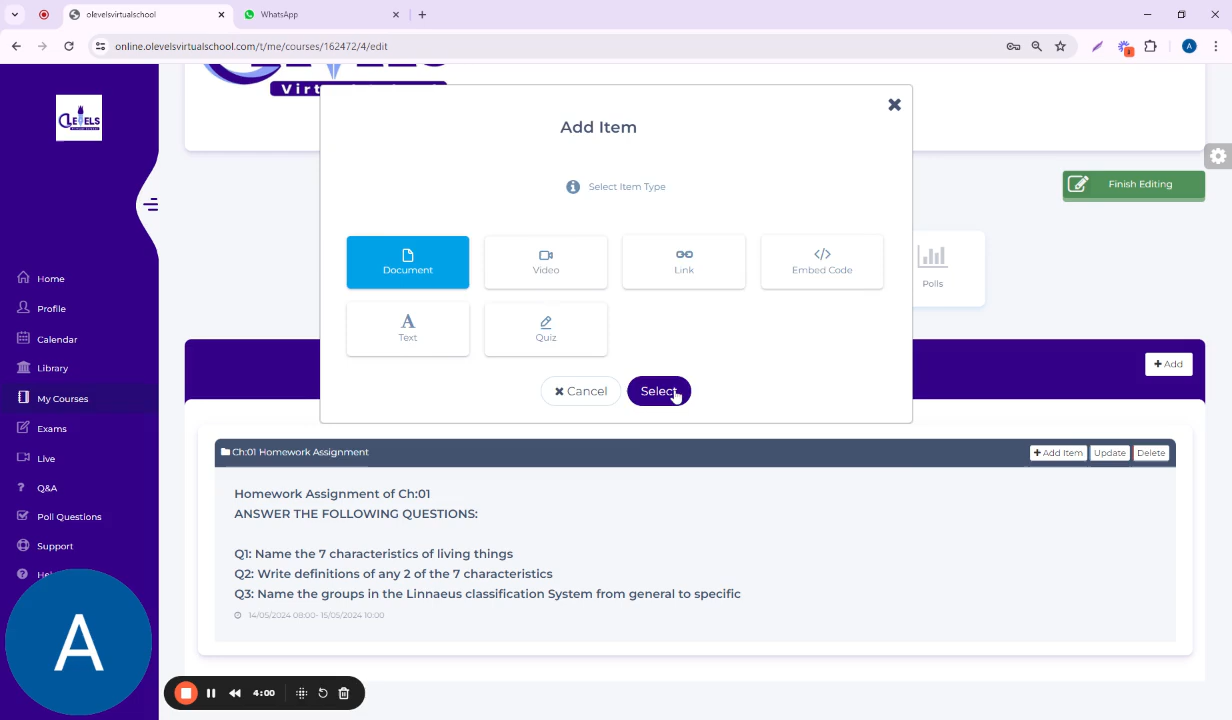 olevelsvirtualschool
WhatsApp
online.olevelsvirtualschool.com/t/me/courses/162472/4/edit
A
LEVELS
Virtual School
Home
Profile
Calendar
Library
My Courses
Exams
Live
Q&A
Poll Questions
Support
A
Add Item
Select Item Type
Document
Video
Link
Embed Code
Text
Quiz
Cancel
Select
Finish Editing
Polls
Add
Ch:01 Homework Assignment
Add Item
Update
Delete
Homework Assignment of Ch:01
ANSWER THE FOLLOWING QUESTIONS:
Q1: Name the 7 characteristics of living things
Q2: Write definitions of any 2 of the 7 characteristics
Q3: Name the groups in the Linnaeus classification System from general to specific
14/05/2024 08:00- 15/05/2024 10:00
4:00